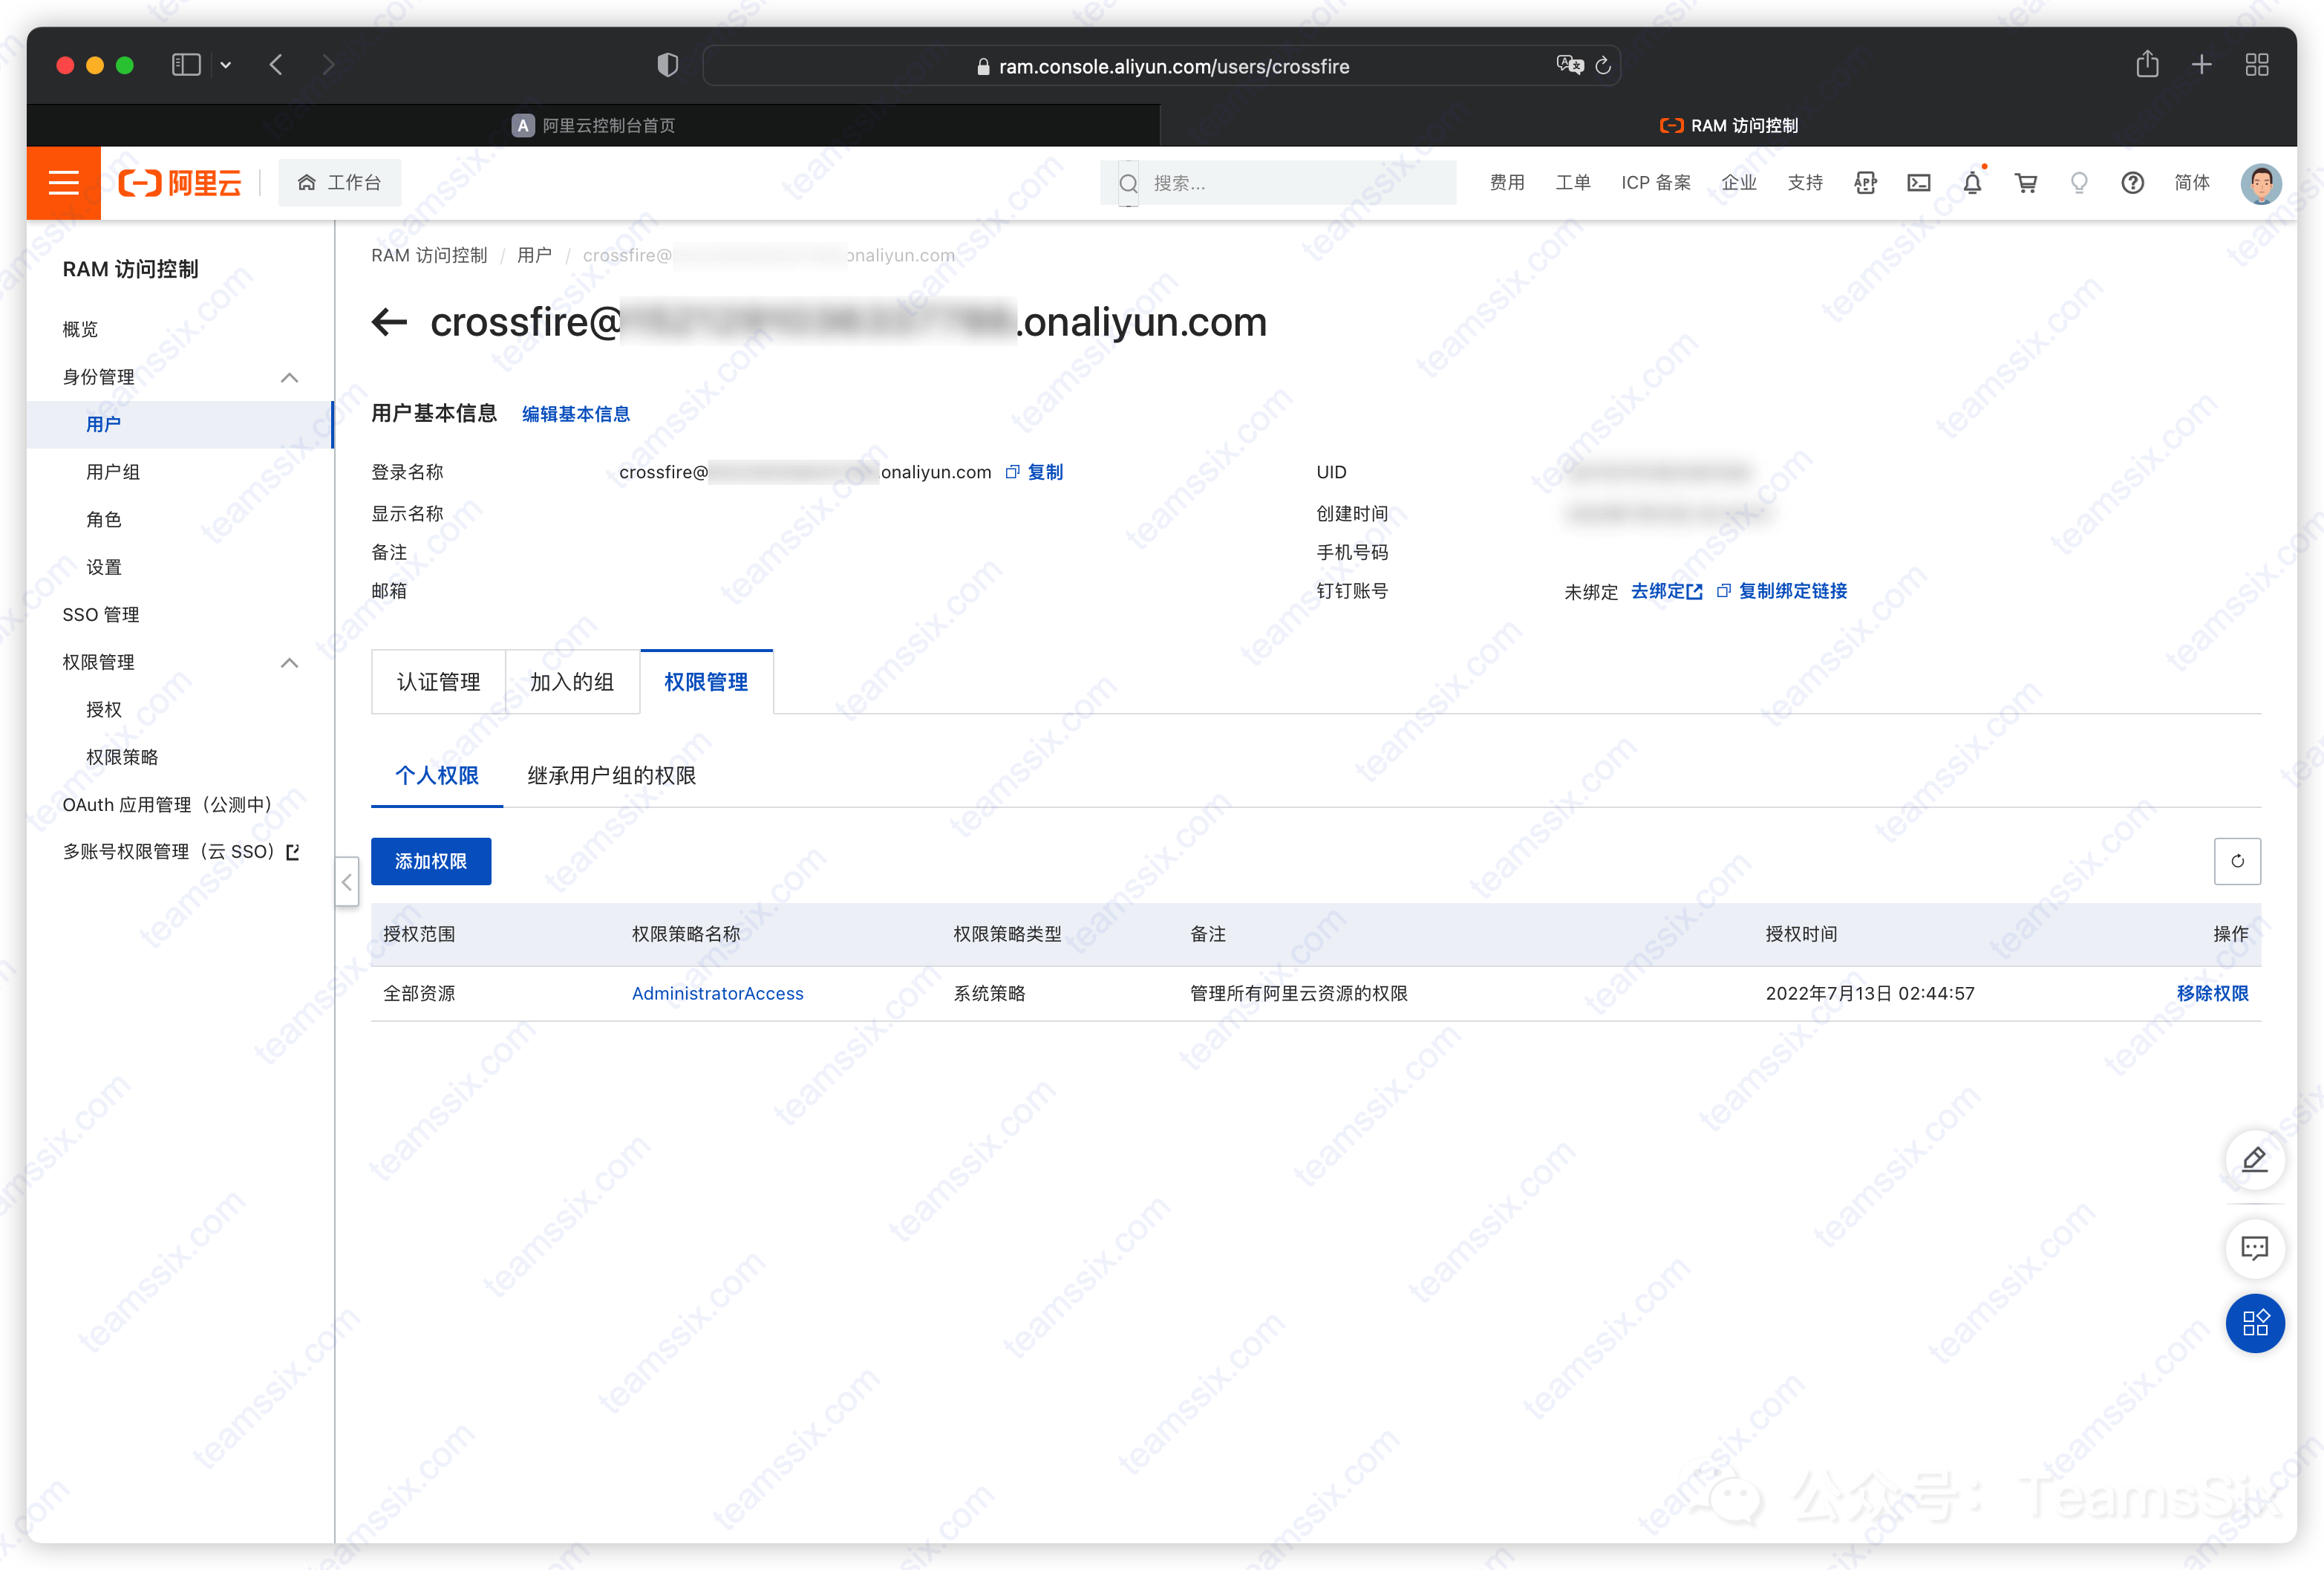 ram.console.aliyun.com/users/crossfire
A 阿里云控制台首页
RAM 访问控制
阿里云
工作台
搜索...
费用 工单 ICP 备案 企业 支持 APP 简体
RAM 访问控制
概览
身份管理
用户
用户组
角色
设置
SSO 管理
权限管理
授权
权限策略
OAuth 应用管理（公测中）
多账号权限管理（云 SSO）
RAM 访问控制 / 用户 / crossfire@ onaliyun.com
crossfire@ .onaliyun.com
用户基本信息 编辑基本信息
登录名称 crossfire@ .onaliyun.com 复制
UID
显示名称
创建时间
备注
手机号码
邮箱
钉钉账号 未绑定 去绑定 复制绑定链接
认证管理 加入的组 权限管理
个人权限 继承用户组的权限
添加权限
授权范围 权限策略名称 权限策略类型 备注 授权时间 操作
全部资源 AdministratorAccess 系统策略 管理所有阿里云资源的权限 2022年7月13日 02:44:57 移除权限
公众号：TeamsSix
teamssix.com